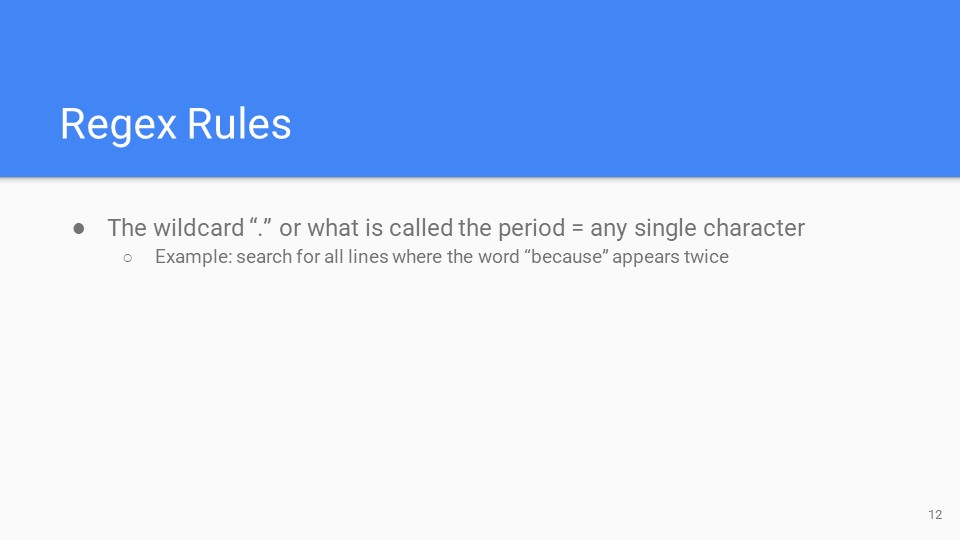 Regex Rules
● The wildcard “.” or what is called the period = any single character
○ Example: search for all lines where the word “because” appears twice
12